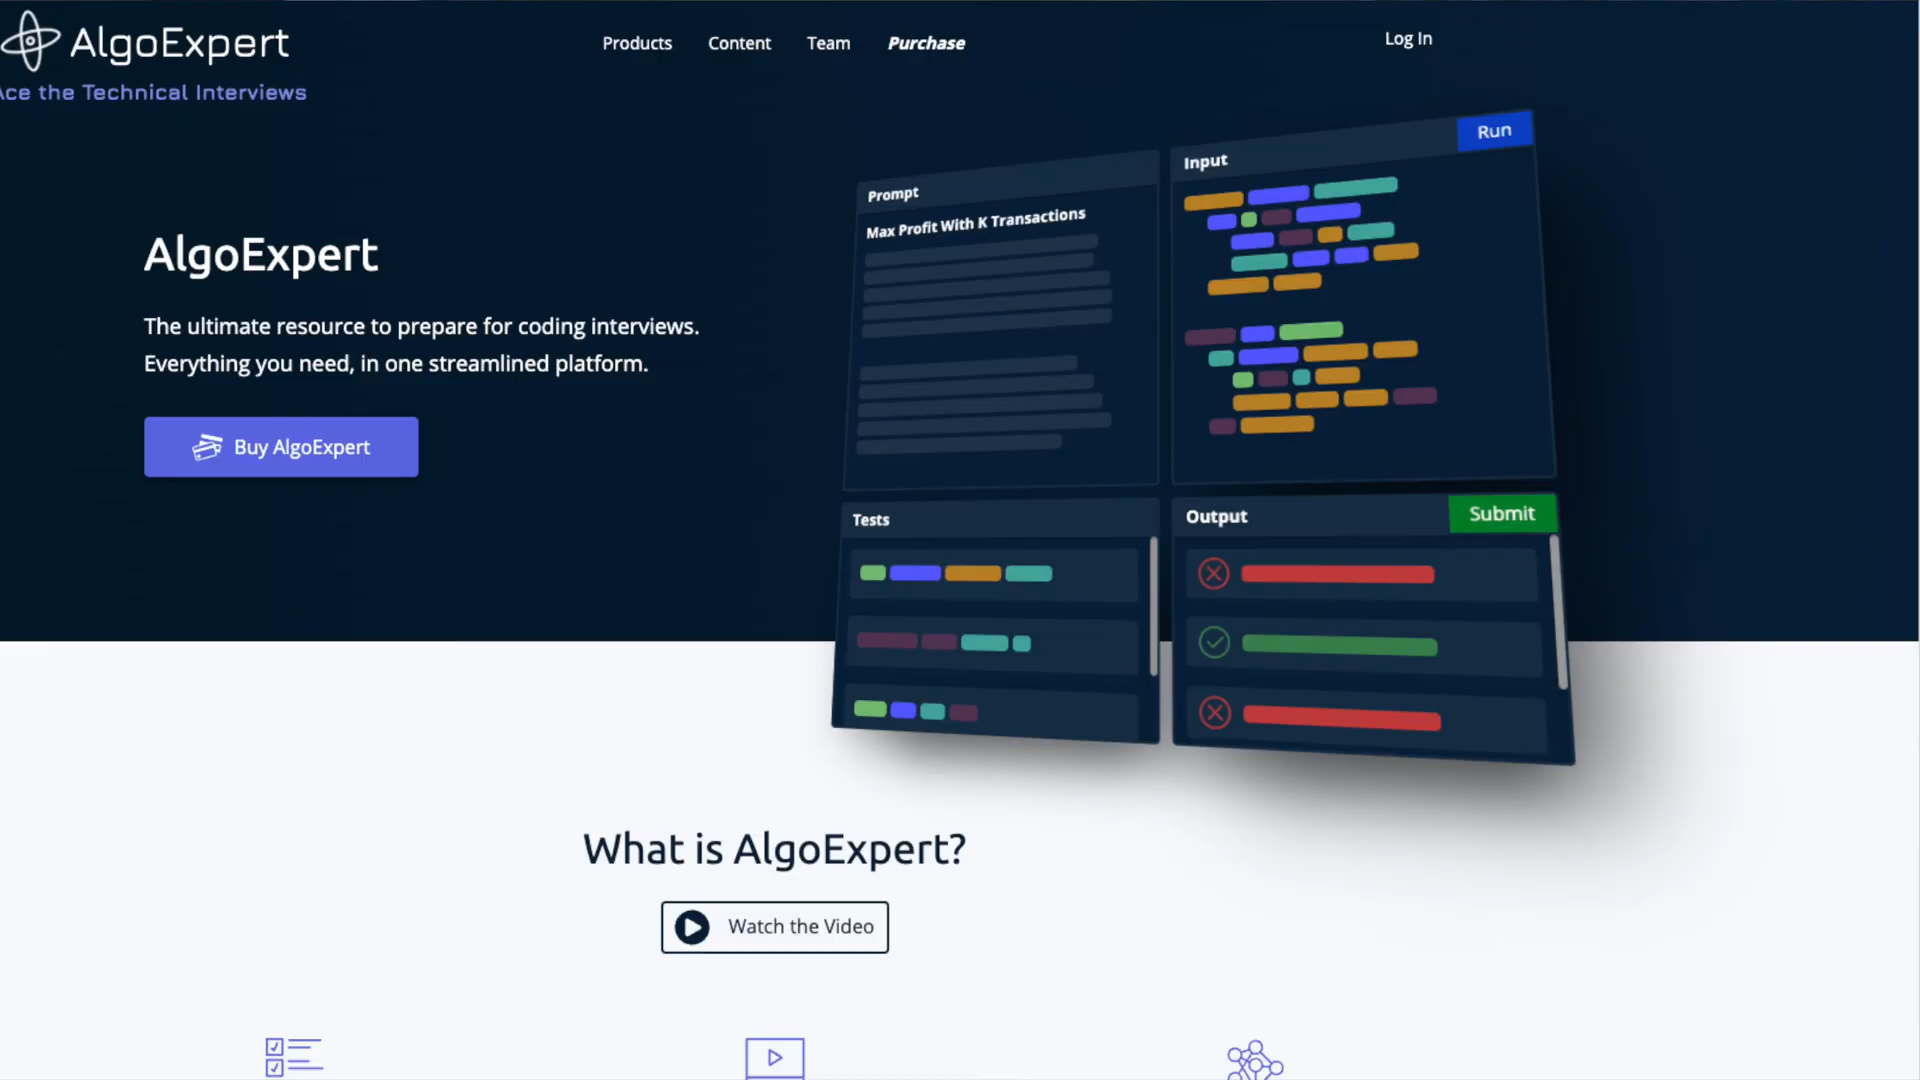 AlgoExpert
Ace the Technical Interviews
Products
Content
Team
Purchase
Log In
AlgoExpert
The ultimate resource to prepare for coding interviews.
Everything you need, in one streamlined platform.
Buy AlgoExpert
Prompt
Max Profit With K Transactions
Input
Run
Tests
Output
Submit
What is AlgoExpert?
Watch the Video